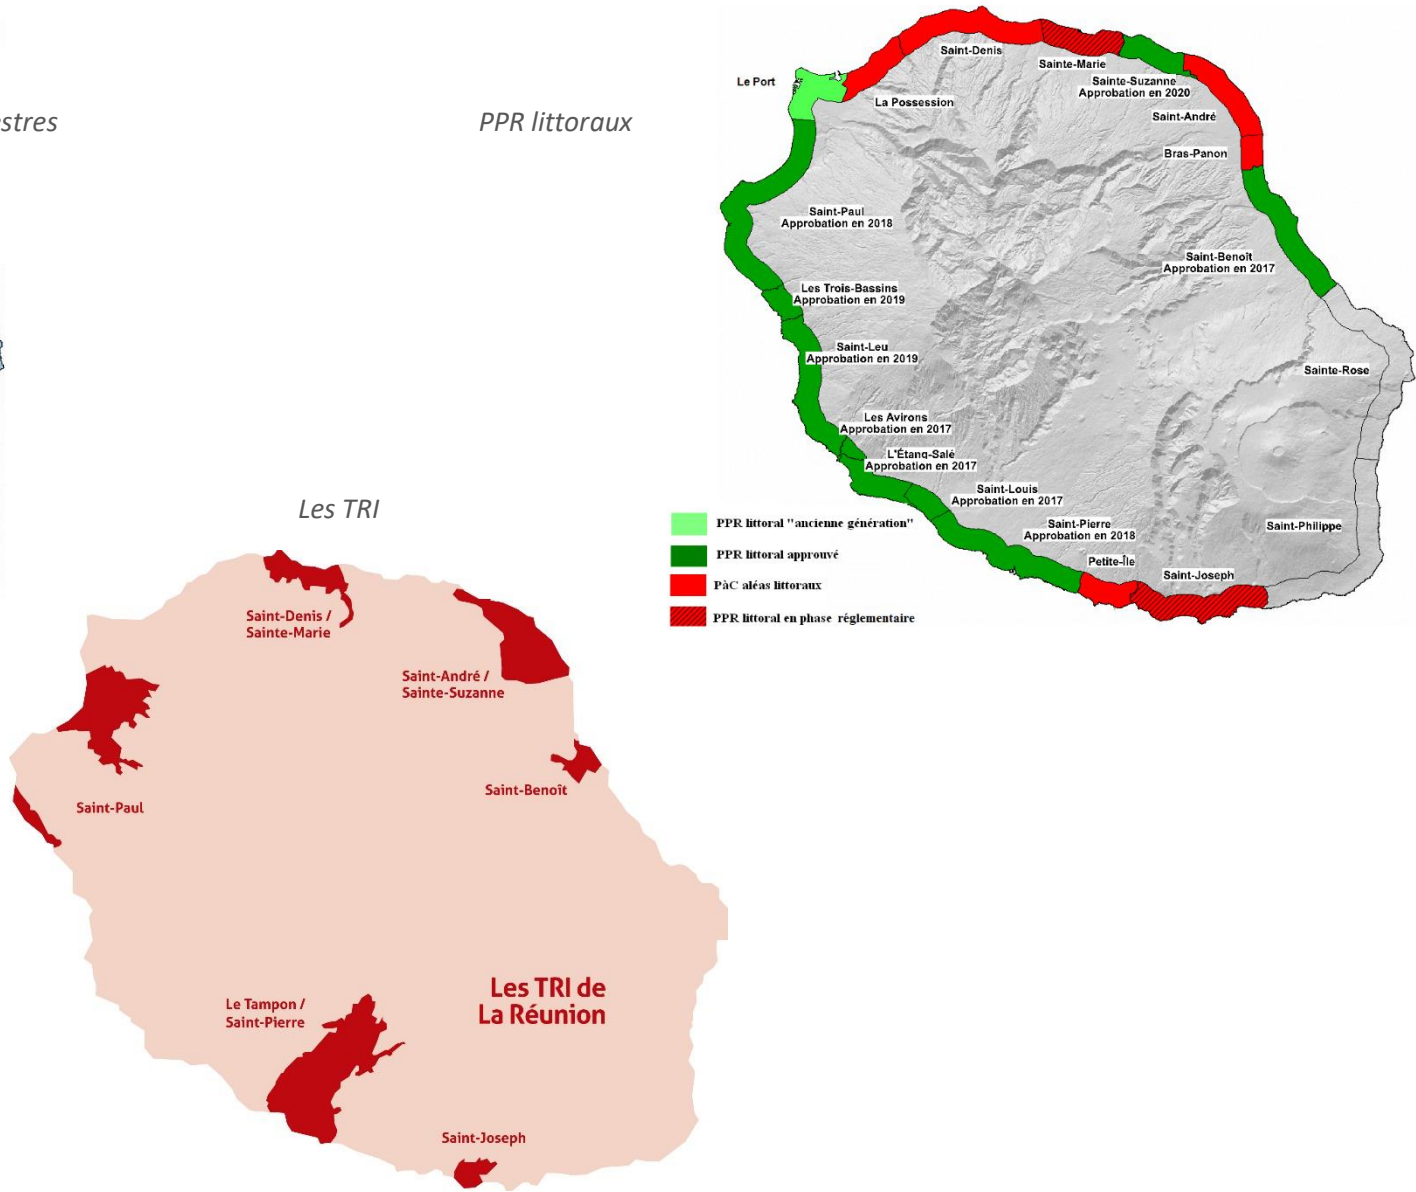 estres
PPR littoraux
Le Port
Saint-Denis
Sainte-Marie
Sainte-Suzanne
Approbation en 2020
La Possession
Saint-André
Bras-Panon
Saint-Paul
Approbation en 2018
Saint-Benoît
Approbation en 2017
Les Trois-Bassins
Approbation en 2019
Saint-Leu
Approbation en 2019
Sainte-Rose
Les Avirons
Approbation en 2017
L'Étang-Salé
Approbation en 2017
Saint-Louis
Approbation en 2017
Saint-Pierre
Approbation en 2018
Saint-Philippe
Petite-Île
Saint-Joseph
PPR littoral "ancienne génération"
PPR littoral approuvé
PàC aléas littoraux
PPR littoral en phase réglementaire
Les TRI
Saint-Denis /
Sainte-Marie
Saint-André /
Sainte-Suzanne
Saint-Paul
Saint-Benoît
Le Tampon /
Saint-Pierre
Les TRI de
La Réunion
Saint-Joseph